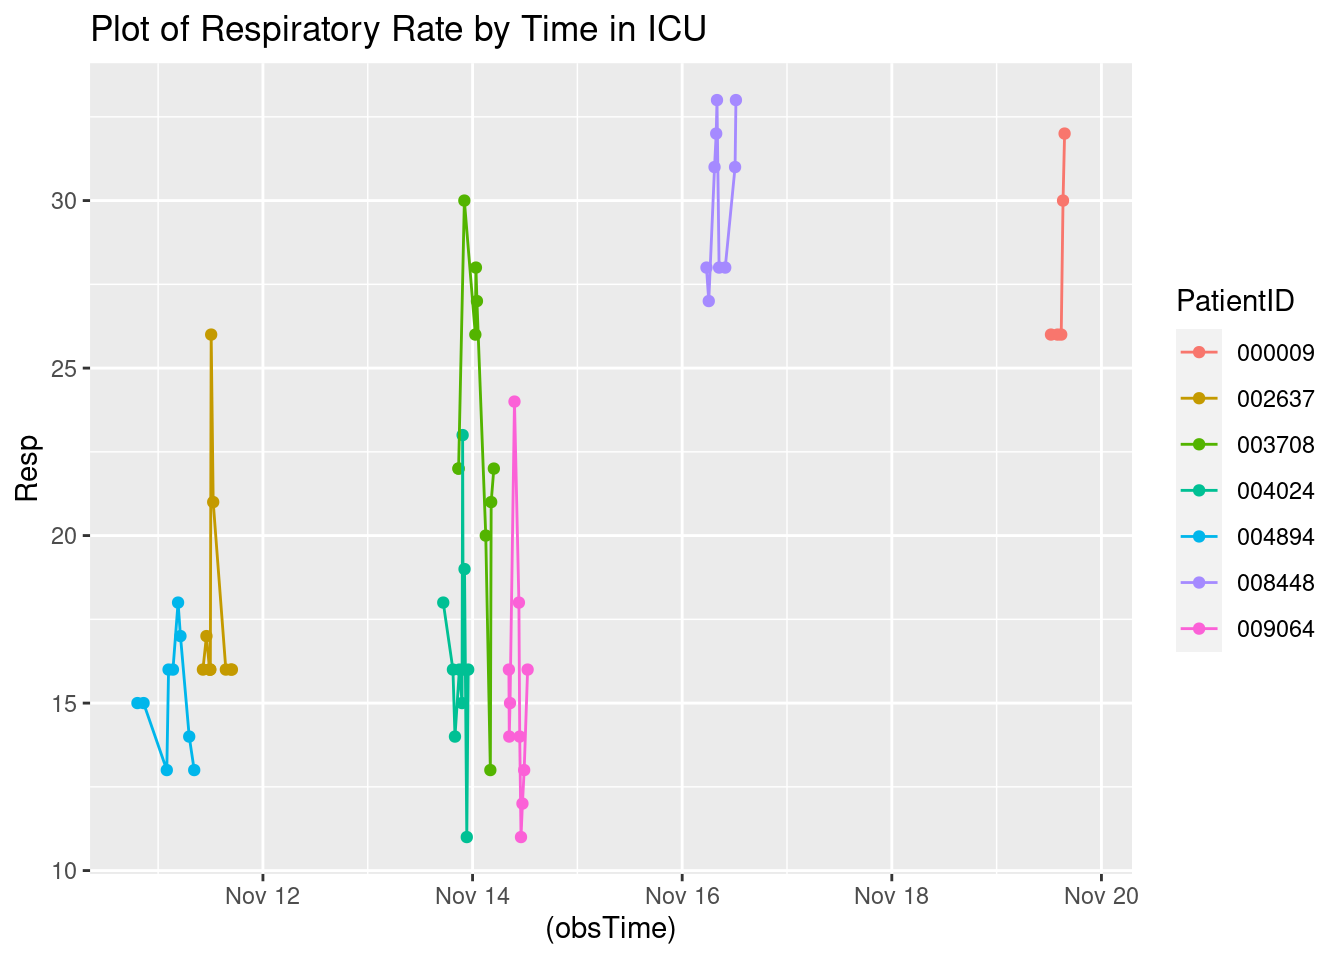 Plot of Respiratory Rate by Time in ICU
30
25
20
15
10
Resp
Nov 12
Nov 14
Nov 16
Nov 18
Nov 20
(obsTime)
PatientID
000009
002637
003708
004024
004894
008448
009064